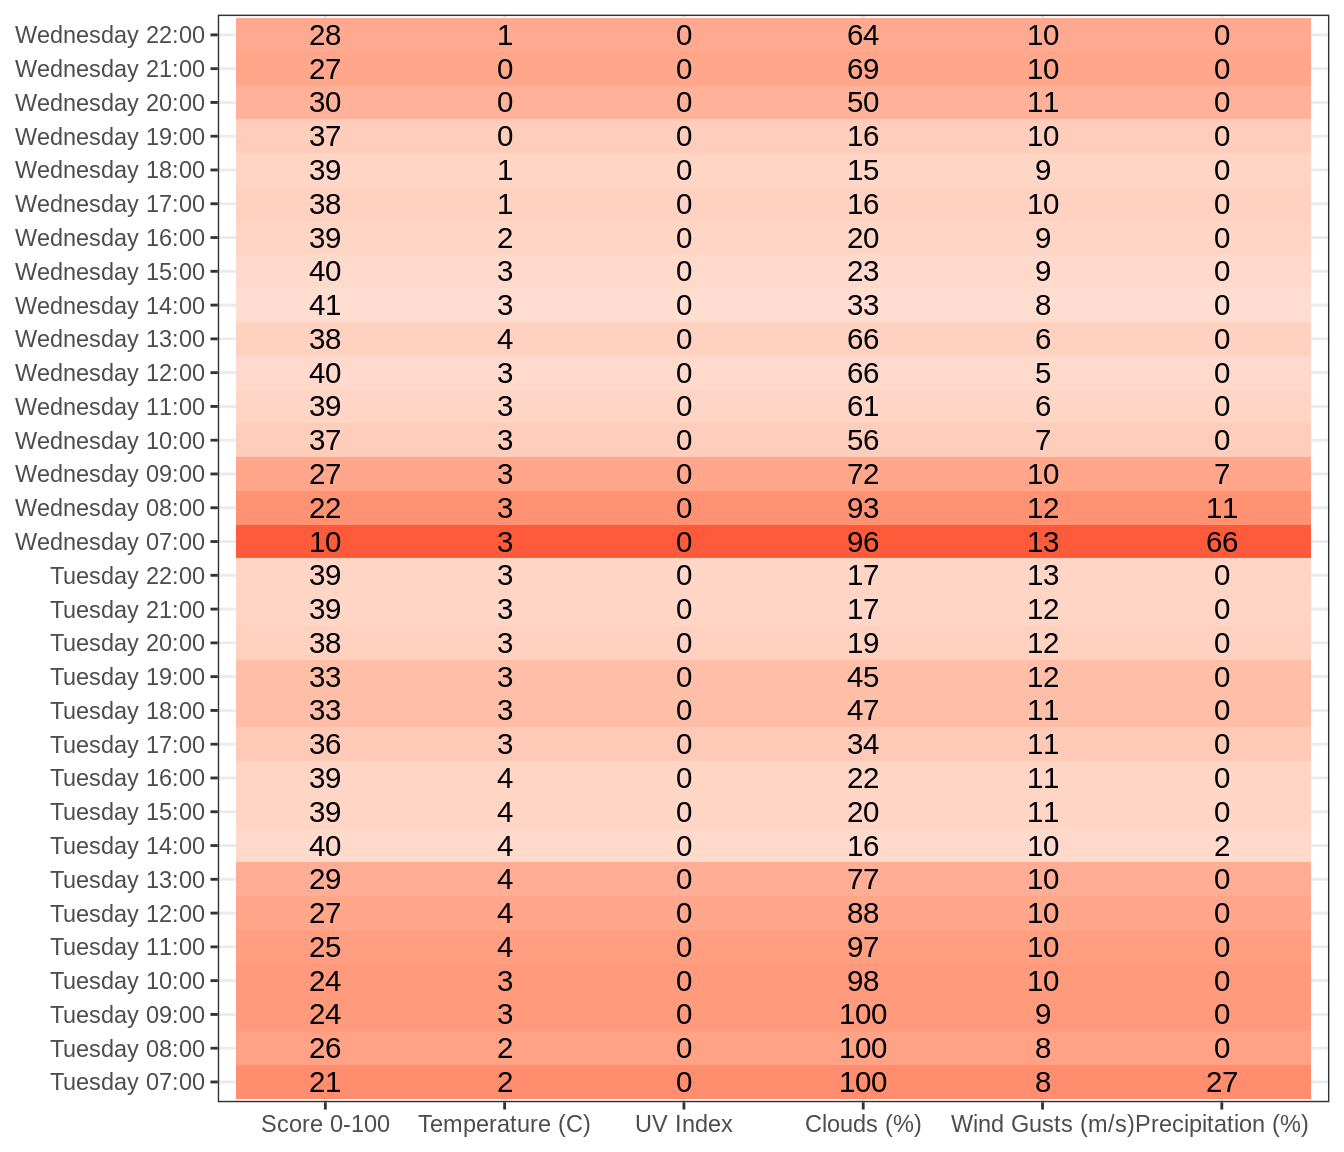 Wednesday 22:00 28 1 0 64 10 0
Wednesday 21:00 27 0 0 69 10 0
Wednesday 20:00 30 0 0 50 11 0
Wednesday 19:00 37 0 0 16 10 0
Wednesday 18:00 39 1 0 15 9 0
Wednesday 17:00 38 1 0 16 10 0
Wednesday 16:00 39 2 0 20 9 0
Wednesday 15:00 40 3 0 23 9 0
Wednesday 14:00 41 3 0 33 8 0
Wednesday 13:00 38 4 0 66 6 0
Wednesday 12:00 40 3 0 66 5 0
Wednesday 11:00 39 3 0 61 6 0
Wednesday 10:00 37 3 0 56 7 0
Wednesday 09:00 27 3 0 72 10 7
Wednesday 08:00 22 3 0 93 12 11
Wednesday 07:00 10 3 0 96 13 66
Tuesday 22:00 39 3 0 17 13 0
Tuesday 21:00 39 3 0 17 12 0
Tuesday 20:00 38 3 0 19 12 0
Tuesday 19:00 33 3 0 45 12 0
Tuesday 18:00 33 3 0 47 11 0
Tuesday 17:00 36 3 0 34 11 0
Tuesday 16:00 39 4 0 22 11 0
Tuesday 15:00 39 4 0 20 11 0
Tuesday 14:00 40 4 0 16 10 2
Tuesday 13:00 29 4 0 77 10 0
Tuesday 12:00 27 4 0 88 10 0
Tuesday 11:00 25 4 0 97 10 0
Tuesday 10:00 24 3 0 98 10 0
Tuesday 09:00 24 3 0 100 9 0
Tuesday 08:00 26 2 0 100 8 0
Tuesday 07:00 21 2 0 100 8 27
Score 0-100 Temperature (C) UV Index Clouds (%) Wind Gusts (m/s) Precipitation (%)